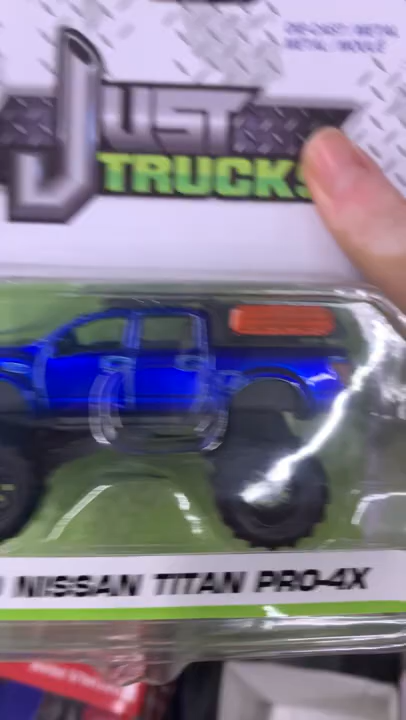 DIE-CAST METAL
METAL MOULÉ
JUST
TRUCKS
NISSAN TITAN PRO-4X